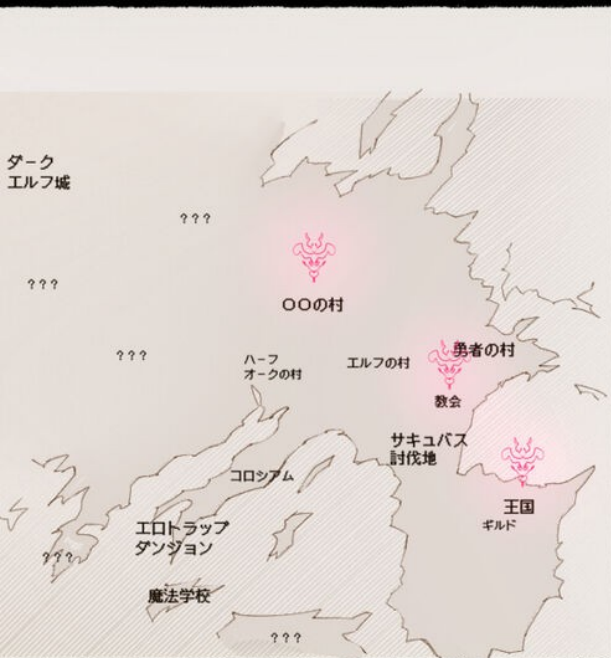 ダーク
エルフ城
???
???
〇〇の村
???
ハーフ
オークの村
エルフの村
勇者の村
教会
サキュバス
討伐地
コロシアム
王国
ギルド
エロトラップ
ダンジョン
???
魔法学校
???